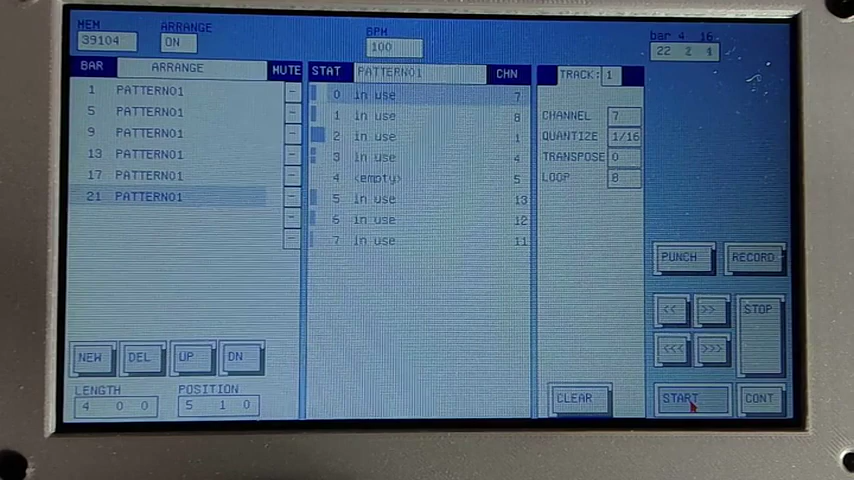 MEM
39104
ARRANGE
ON
BPM
100
bar 4 16
22 2 1
BAR ARRANGE MUTE
1 PATTERN01
5 PATTERN01
9 PATTERN01
13 PATTERN01
17 PATTERN01
21 PATTERN01
NEW DEL UP DN
LENGTH
4 0 0
POSITION
5 1 0
STAT PATTERN01 CHN
0 in use 7
1 in use 8
2 in use 1
3 in use 4
4 <empty> 5
5 in use 13
6 in use 12
7 in use 11
TRACK: 1
CHANNEL 7
QUANTIZE 1/16
TRANSPOSE 0
LOOP 8
CLEAR
PUNCH RECORD
<< >> STOP
<<< >>>
START CONT